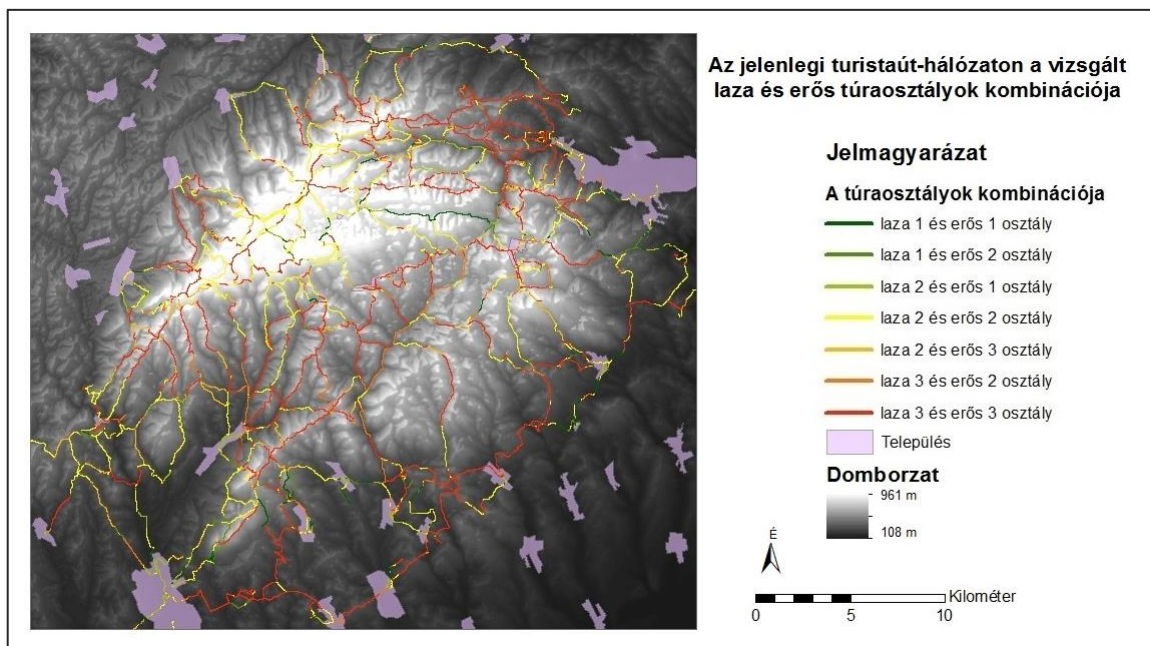 Az jelenlegi turistaút-hálózaton a vizsgált
laza és erős túraosztályok kombinációja
Jelmagyarázat
A túraosztályok kombinációja
laza 1 és erős 1 osztály
laza 1 és erős 2 osztály
laza 2 és erős 1 osztály
laza 2 és erős 2 osztály
laza 2 és erős 3 osztály
laza 3 és erős 2 osztály
laza 3 és erős 3 osztály
Település
Domborzat
961 m
108 m
É
Kilométer
0 5 10